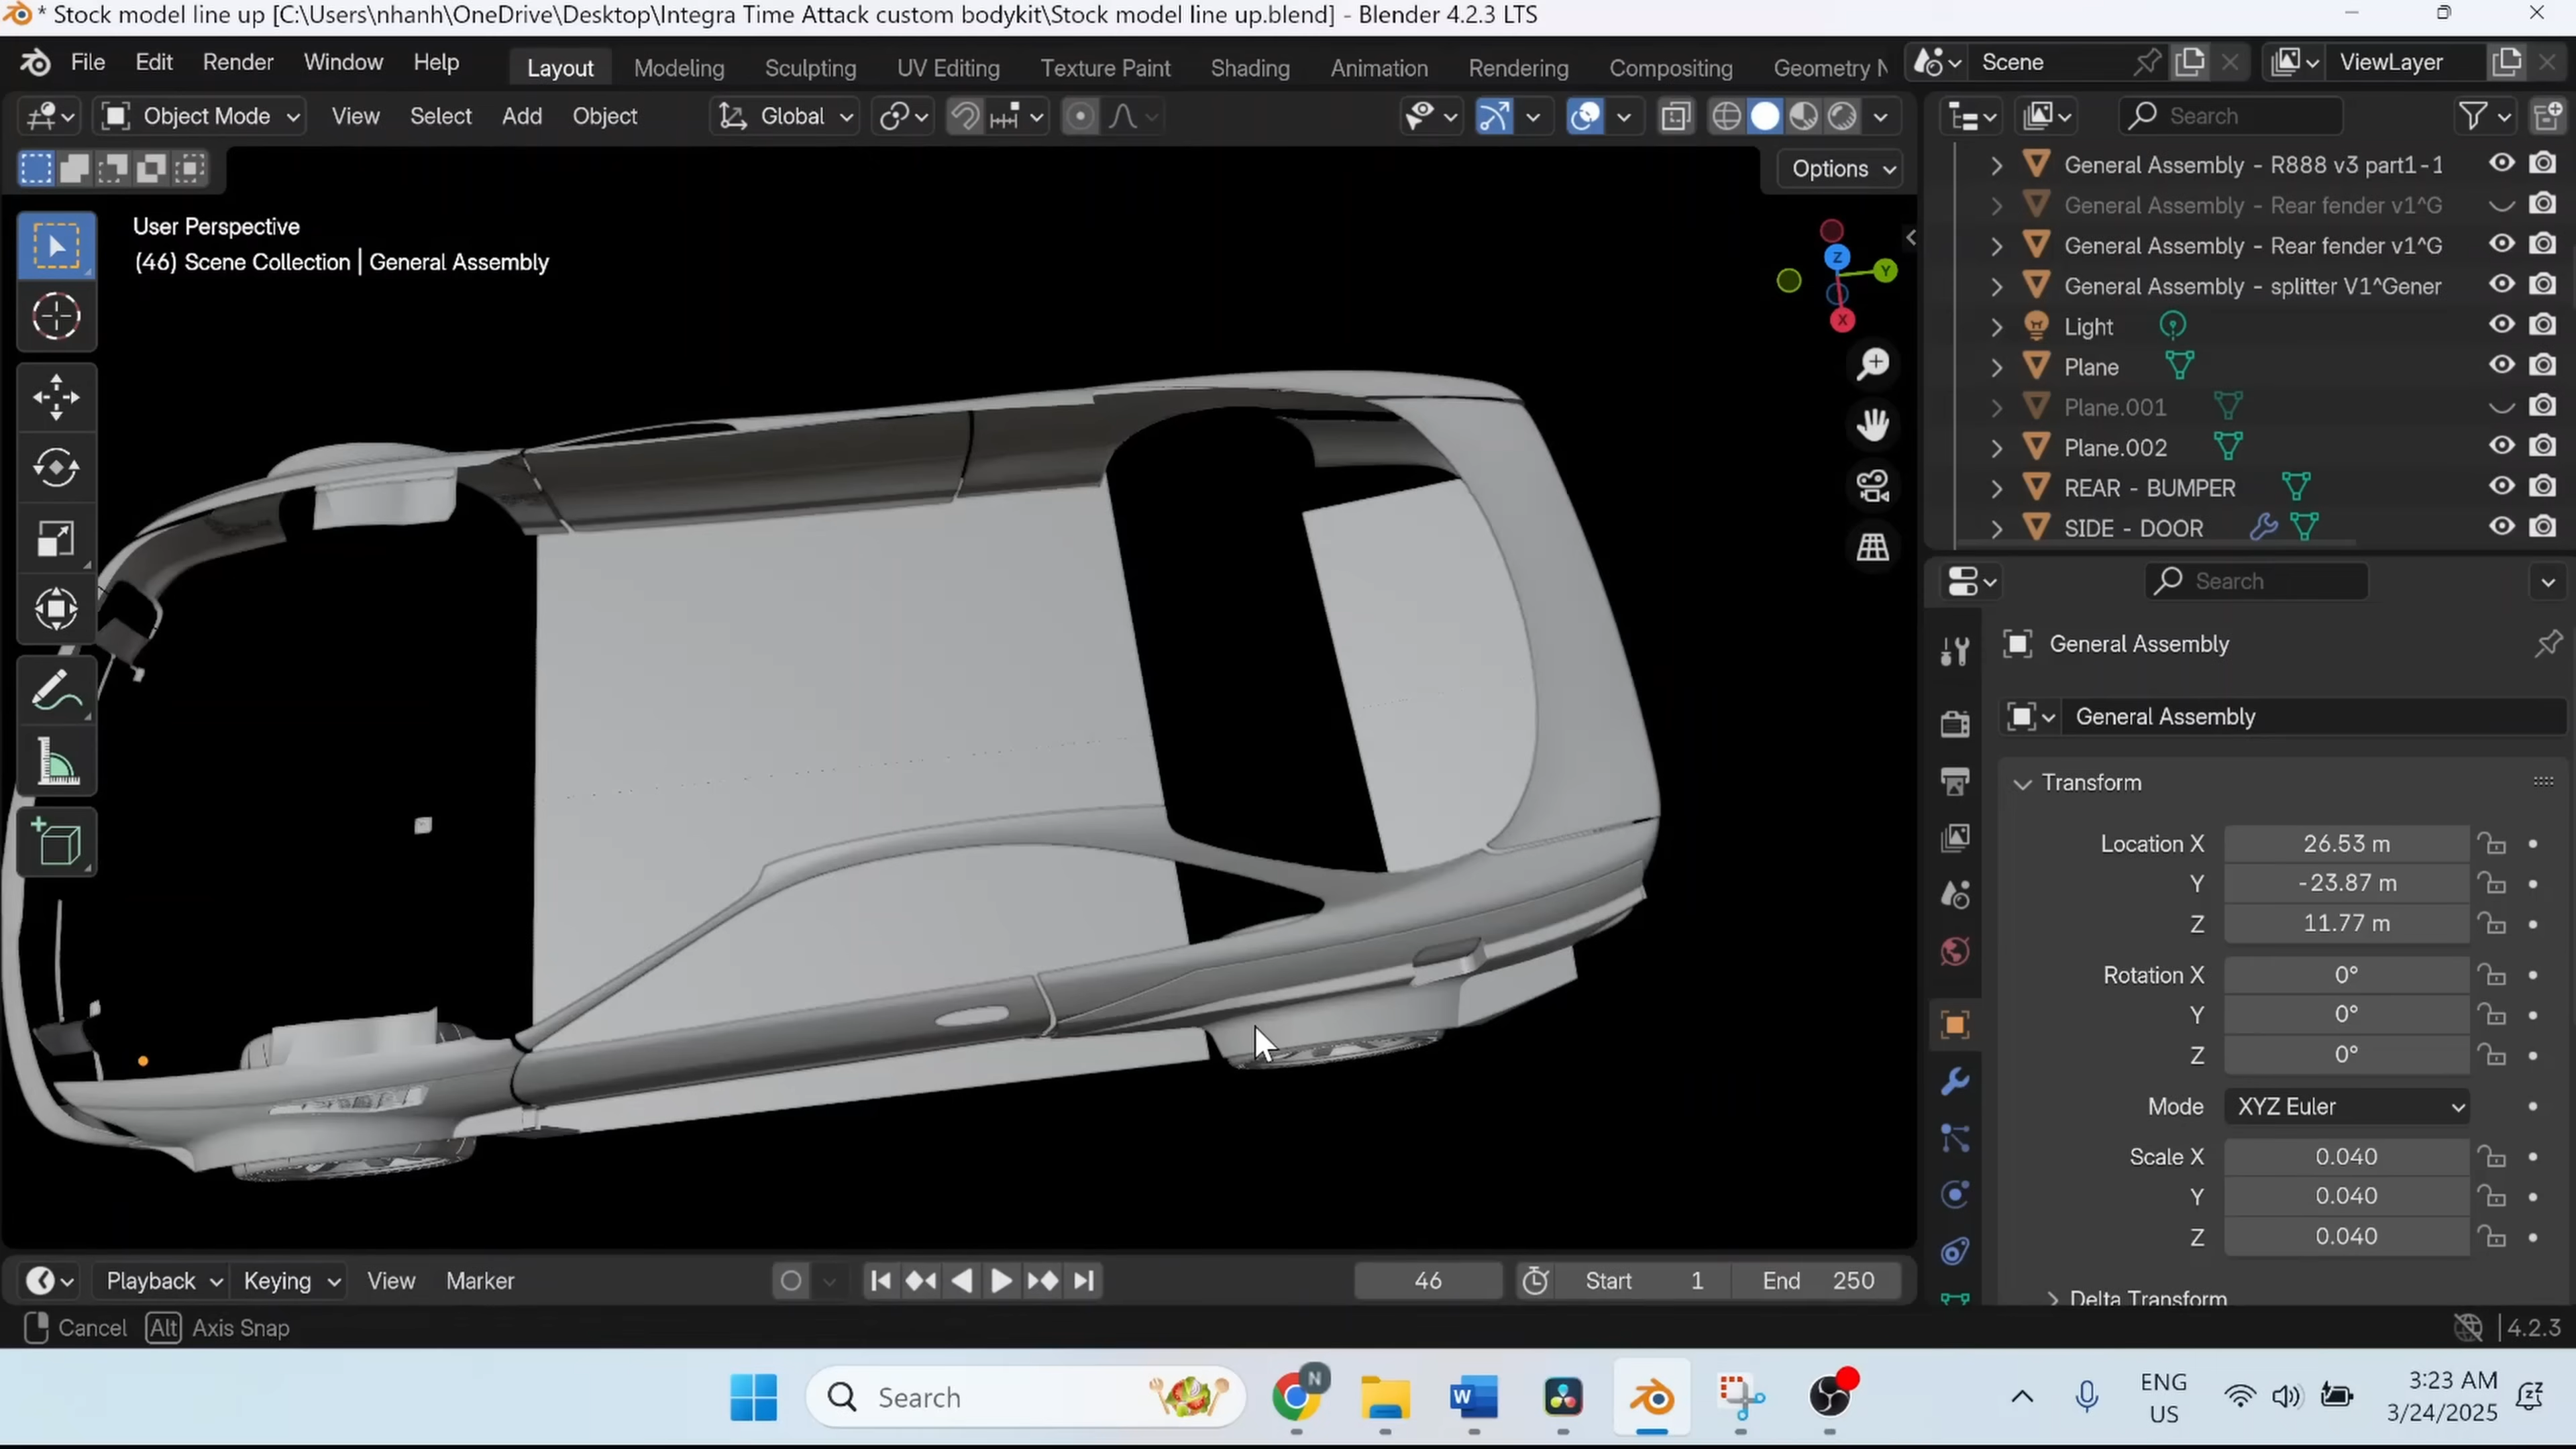 * Stock model line up [C:\Users\nhanh\OneDrive\Desktop\Integra Time Attack custom bodykit\Stock model line up.blend] - Blender 4.2.3 LTS
File Edit Render Window Help Layout Modeling Sculpting UV Editing Texture Paint Shading Animation Rendering Compositing Geometry N Scene ViewLayer
Object Mode View Select Add Object Global Search
Options
User Perspective
(46) Scene Collection | General Assembly
Z
Y
X
General Assembly - R888 v3 part1-1
General Assembly - Rear fender v1^G
General Assembly - Rear fender v1^G
General Assembly - splitter V1^Gener
Light
Plane
Plane.001
Plane.002
REAR - BUMPER
SIDE - DOOR
Search
General Assembly
General Assembly
Transform
Location X 26.53 m
Y -23.87 m
Z 11.77 m
Rotation X 0°
Y 0°
Z 0°
Mode XYZ Euler
Scale X 0.040
Y 0.040
Z 0.040
Delta Transform
Playback Keying View Marker 46 Start 1 End 250
Cancel Alt Axis Snap 4.2.3
Search
N
W
ENG
US
3:23 AM
3/24/2025